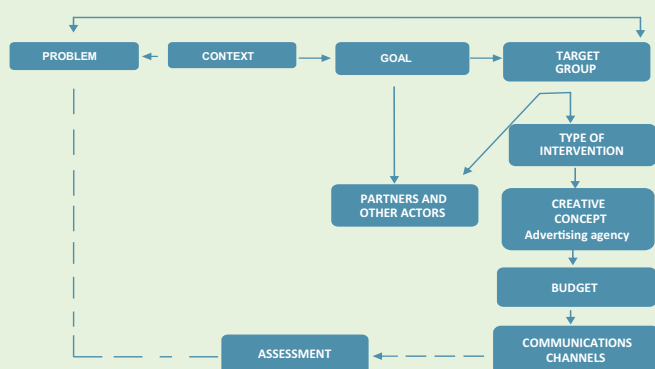 PROBLEM
CONTEXT
GOAL
TARGET
GROUP
TYPE OF
INTERVENTION
PARTNERS AND
OTHER ACTORS
CREATIVE
CONCEPT
Advertising agency
BUDGET
ASSESSMENT
COMMUNICATIONS
CHANNELS